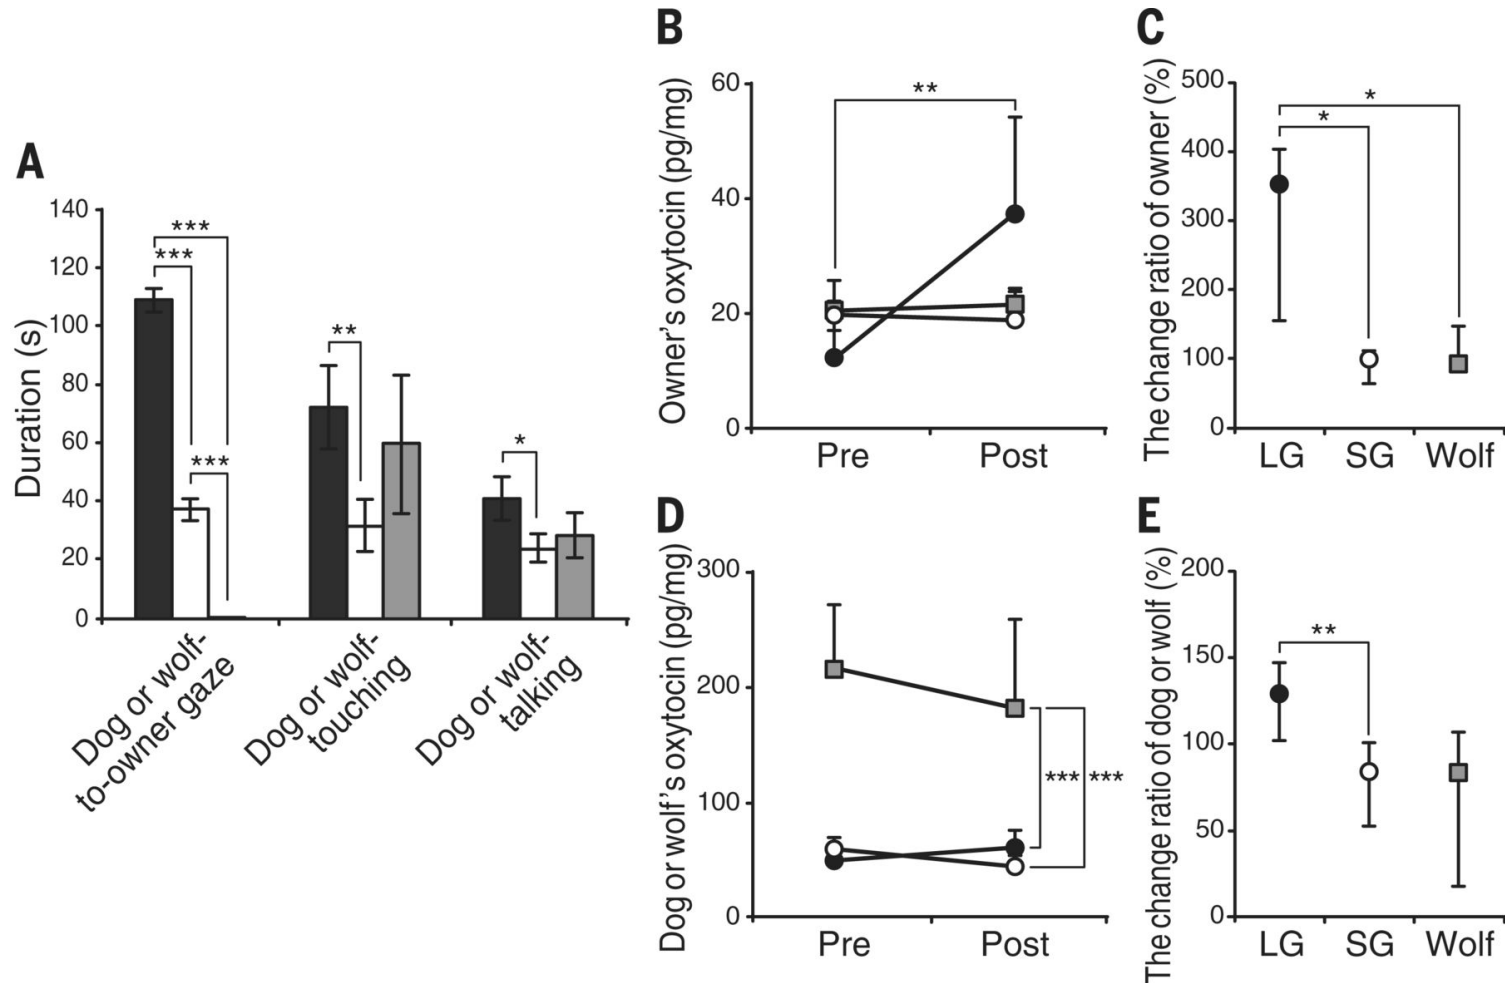 A
Duration (s)
140
120
100
80
60
40
20
0
***
***
***
**
*
Dog or wolf-
to-owner gaze
Dog or wolf-
touching
Dog or wolf-
talking
B
Owner's oxytocin (pg/mg)
60
40
20
0
**
Pre
Post
C
The change ratio of owner (%)
500
400
300
200
100
0
*
*
LG
SG
Wolf
D
Dog or wolf's oxytocin (pg/mg)
300
200
100
0
***
***
Pre
Post
E
The change ratio of dog or wolf (%)
200
150
100
50
0
**
LG
SG
Wolf